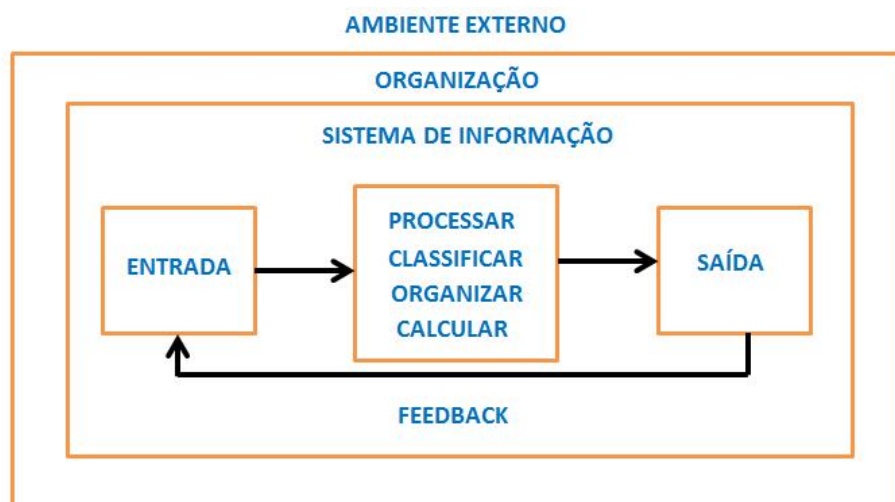 AMBIENTE EXTERNO
ORGANIZAÇÃO
SISTEMA DE INFORMAÇÃO
ENTRADA
PROCESSAR
CLASSIFICAR
ORGANIZAR
CALCULAR
SAÍDA
FEEDBACK